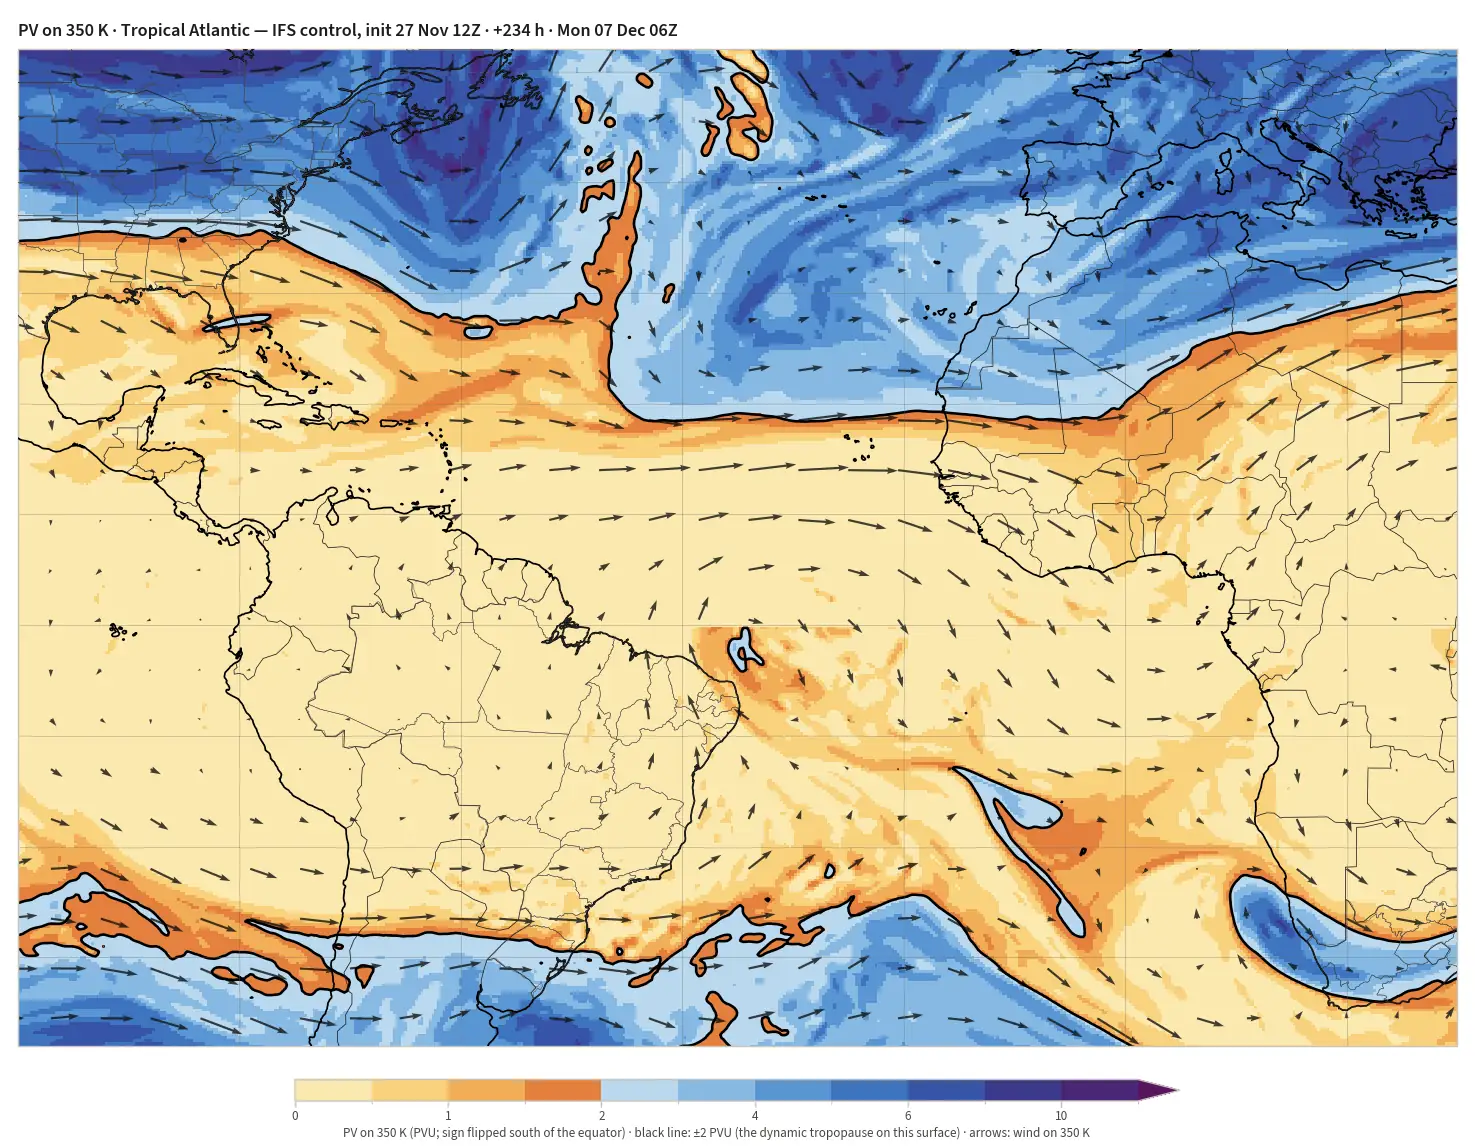 PV on 350 K · Tropical Atlantic — IFS control, init 27 Nov 12Z · +234 h · Mon 07 Dec 06Z
0 1 2 4 6 10
PV on 350 K (PVU; sign flipped south of the equator) · black line: ±2 PVU (the dynamic tropopause on this surface) · arrows: wind on 350 K